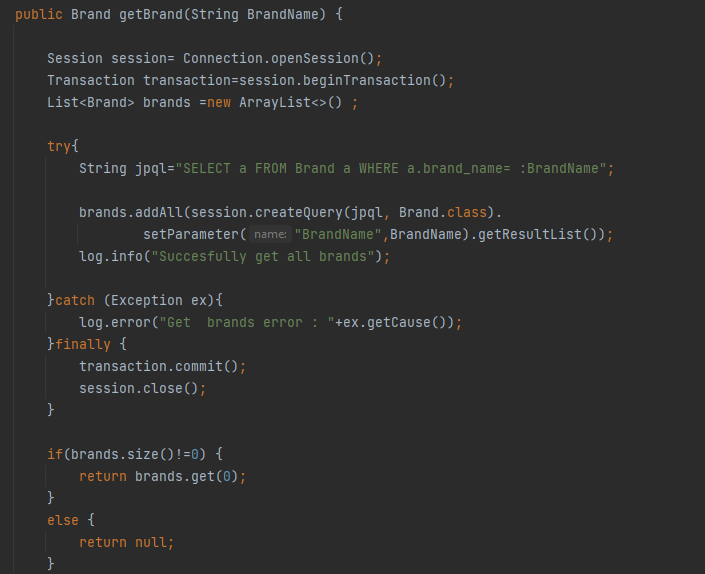 public Brand getBrand(String BrandName) {
Session session= Connection.openSession();
Transaction transaction=session.beginTransaction();
List<Brand> brands =new ArrayList<>() ;
try{
String jpql="SELECT a FROM Brand a WHERE a.brand_name= :BrandName";
brands.addAll(session.createQuery(jpql, Brand.class).
setParameter( name: "BrandName",BrandName).getResultList());
log.info("Succesfully get all brands");
}catch (Exception ex){
log.error("Get  brands error : "+ex.getCause());
}finally {
transaction.commit();
session.close();
}
if(brands.size()!=0) {
return brands.get(0);
}
else {
return null;
}